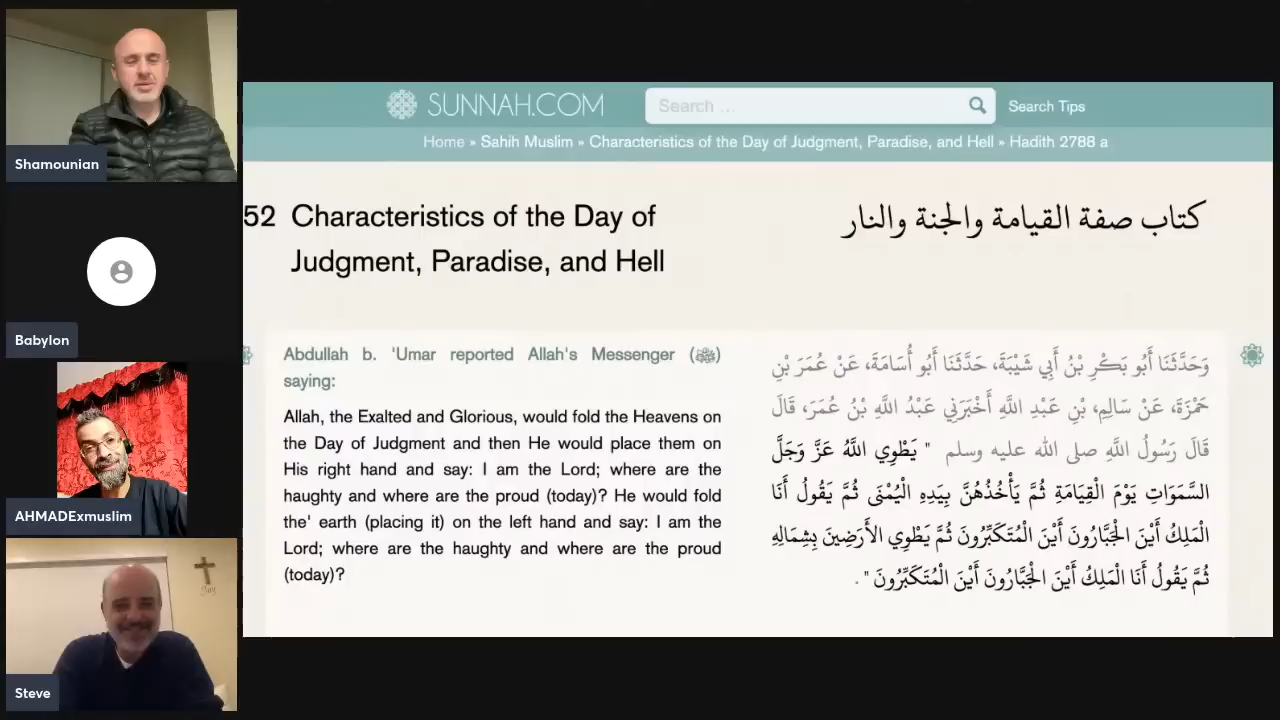 Shamounian
Babylon
AHMADExmuslim
Steve
SUNNAH.COM
Search ...
Search Tips
Home » Sahih Muslim » Characteristics of the Day of Judgment, Paradise, and Hell » Hadith 2788 a
52 Characteristics of the Day of
Judgment, Paradise, and Hell
كتاب صفة القيامة والجنة والنار
Abdullah b. 'Umar reported Allah's Messenger (ﷺ)
saying:
Allah, the Exalted and Glorious, would fold the Heavens on
the Day of Judgment and then He would place them on
His right hand and say: I am the Lord; where are the
haughty and where are the proud (today)? He would fold
the' earth (placing it) on the left hand and say: I am the
Lord; where are the haughty and where are the proud
(today)?
وَحَدَّثَنَا أَبُو بَكْرِ بْنُ أَبِي شَيْبَةَ، حَدَّثَنَا أَبُو أُسَامَةَ، عَنْ عُمَرَ بْنِ
حَمْزَةَ، عَنْ سَالِمِ، بْنِ عَبْدِ اللَّهِ أَخْبَرَنِي عَبْدُ اللَّهِ بْنُ عُمَرَ، قَالَ
قَالَ رَسُولُ اللَّهِ صلى الله عليه وسلم " يَطْوِي اللَّهُ عَزَّ وَجَلَّ
السَّمَوَاتِ يَوْمَ الْقِيَامَةِ ثُمَّ يَأْخُذُهُنَّ بِيَدِهِ الْيُمْنَى ثُمَّ يَقُولُ أَنَا
الْمَلِكُ أَيْنَ الْجَبَّارُونَ أَيْنَ الْمُتَكَبِّرُونَ ثُمَّ يَطْوِي الأَرَضِينَ بِشِمَالِهِ
ثُمَّ يَقُولُ أَنَا الْمَلِكُ أَيْنَ الْجَبَّارُونَ أَيْنَ الْمُتَكَبِّرُونَ " .